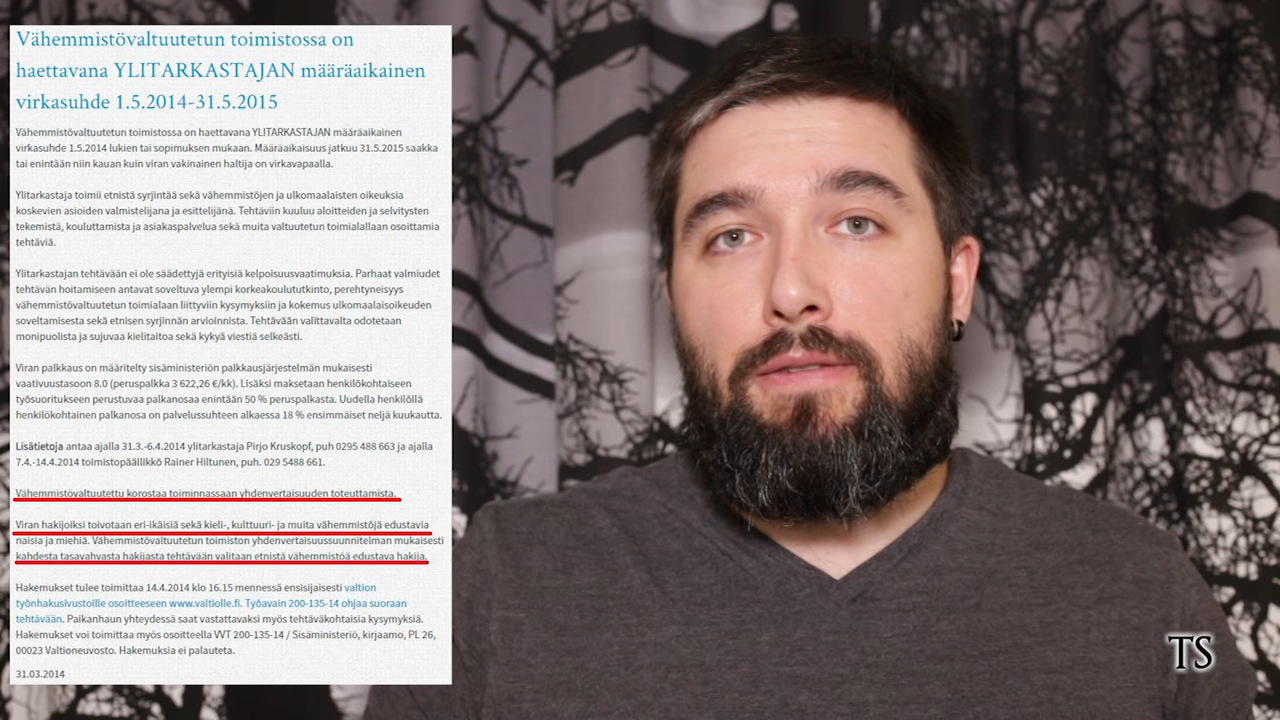 Vähemmistövaltuutetun toimistossa on
haettavana YLITARKASTAJAN määräaikainen
virkasuhde 1.5.2014-31.5.2015
Vähemmistövaltuutetun toimistossa on haettavana YLITARKASTAJAN määräaikainen
virkasuhde 1.5.2014 lukien tai sopimuksen mukaan. Määräaikaisuus jatkuu 31.5.2015 saakka
tai enintään niin kauan kuin viran vakinainen haltija on virkavapaalla.
Ylitarkastaja toimii etnistä syrjintää sekä vähemmistöjen ja ulkomaalaisten oikeuksia
koskevien asioiden valmistelijana ja esittelijänä. Tehtäviin kuuluu aloitteiden ja selvitysten
tekemistä, kouluttamista ja asiakaspalvelua sekä muita valtuutetun toimialallaan osoittamia
tehtäviä.
Ylitarkastajan tehtävään ei ole säädettyjä erityisiä kelpoisuusvaatimuksia. Parhaat valmiudet
tehtävän hoitamiseen antavat soveltuva ylempi korkeakoulututkinto, perehtyneisyys
vähemmistövaltuutetun toimialaan liittyviin kysymyksiin ja kokemus ulkomaalaisoikeuden
soveltamisesta sekä etnisen syrjinnän arvioinnista. Tehtävään valittavalta odotetaan
monipuolista ja sujuvaa kielitaitoa sekä kykyä viestiä selkeästi.
Viran palkkaus on määritelty sisäministeriön palkkausjärjestelmän mukaisesti
vaativuustasoon 8.0 (peruspalkka 3 622,26 €/kk). Lisäksi maksetaan henkilökohtaiseen
työsuoritukseen perustuvaa palkanosaa enintään 50 % peruspalkasta. Uudella henkilöllä
henkilökohtainen palkanosa on palvelussuhteen alkaessa 18 % ensimmäiset neljä kuukautta.
Lisätietoja antaa ajalla 31.3.-6.4.2014 ylitarkastaja Pirjo Kruskopf, puh 0295 488 663 ja ajalla
7.4.-14.4.2014 toimistopäällikkö Rainer Hiltunen, puh. 029 5488 661.
Vähemmistövaltuutettu korostaa toiminnassaan yhdenvertaisuuden toteuttamista.
Viran hakijoiksi toivotaan eri-ikäisiä sekä kieli-, kulttuuri- ja muita vähemmistöjä edustavia
naisia ja miehiä. Vähemmistövaltuutetun toimiston yhdenvertaisuussuunnitelman mukaisesti
kahdesta tasavahvasta hakijasta tehtävään valitaan etnistä vähemmistöä edustava hakija.
Hakemukset tulee toimittaa 14.4.2014 klo 16.15 mennessä ensisijaisesti valtion
työnhakusivustoille osoitteeseen www.valtiolle.fi. Työavain 200-135-14 ohjaa suoraan
tehtävään. Paikanhaun yhteydessä saat vastattavaksi myös tehtäväkohtaisia kysymyksiä.
Hakemukset voi toimittaa myös osoitteella VVT 200-135-14 / Sisäministeriö, kirjaamo, PL 26,
00023 Valtioneuvosto. Hakemuksia ei palauteta.
31.03.2014
TS